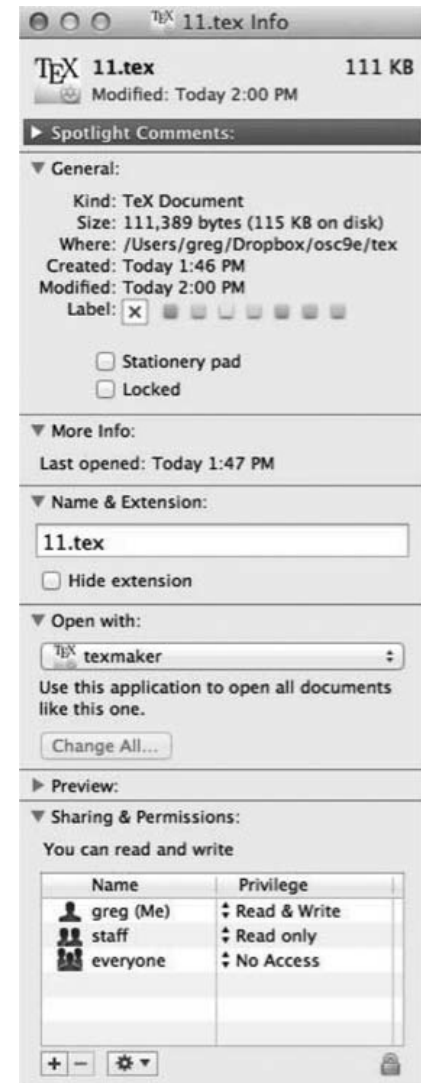 TEX 11.tex Info
TEX 11.tex 111 KB
Modified: Today 2:00 PM
Spotlight Comments:
General:
Kind: TeX Document
Size: 111,389 bytes (115 KB on disk)
Where: /Users/greg/Dropbox/osc9e/tex
Created: Today 1:46 PM
Modified: Today 2:00 PM
Label:
Stationery pad
Locked
More Info:
Last opened: Today 1:47 PM
Name & Extension:
11.tex
Hide extension
Open with:
TEX texmaker
Use this application to open all documents
like this one.
Change All...
Preview:
Sharing & Permissions:
You can read and write
Name Privilege
greg (Me) Read & Write
staff Read only
everyone No Access